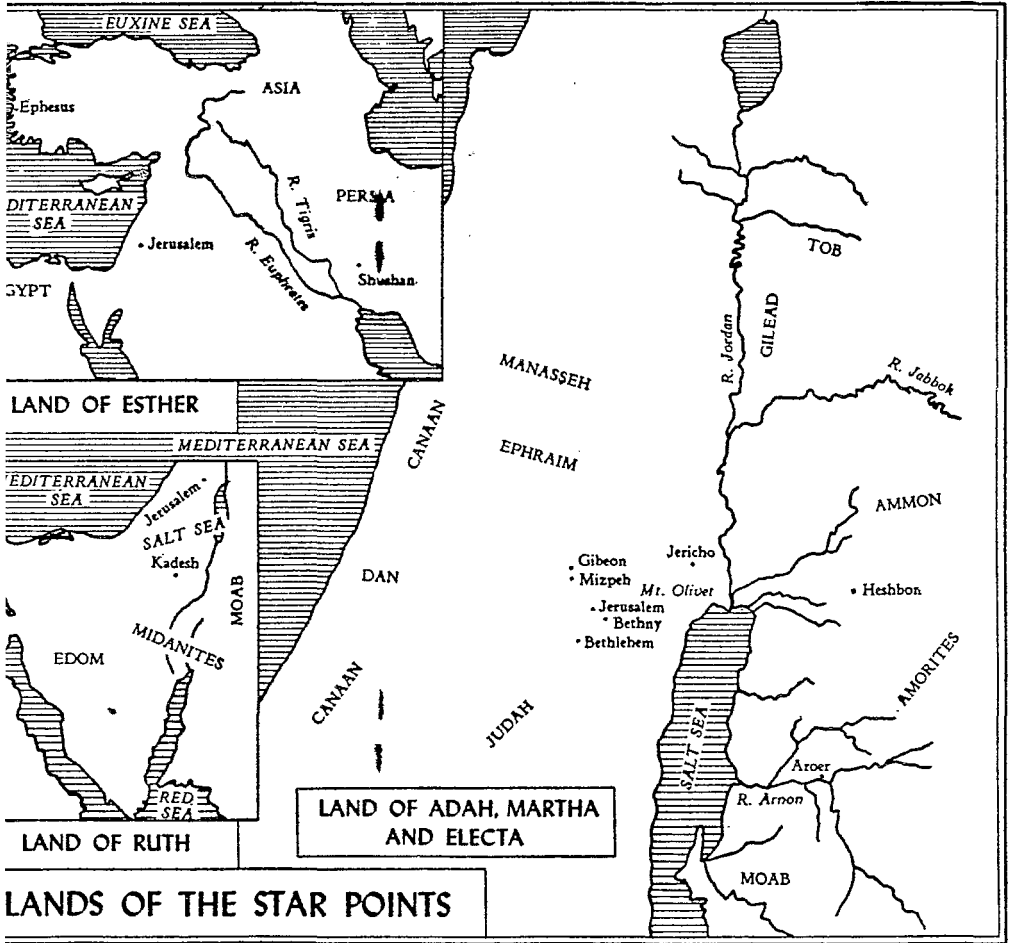 EUXINE SEA
ASIA
Ephesus
PERSIA
R. Tigris
DITERRANEAN
SEA
Jerusalem
R. Euphrates
Shushan
GYPT
LAND OF ESTHER
TOB
R. Jordan
GILEAD
MANASSEH
R. Jabbok
CANAAN
MEDITERRANEAN SEA
EPHRAIM
EDITERRANEAN
SEA
Jerusalem
SALT SEA
Kadesh
MOAB
MIDANITES
EDOM
RED
SEA
LAND OF RUTH
AMMON
Jericho
Gibeon
Mizpeh
DAN
Mt. Olivet
Heshbon
Jerusalem
Bethny
Bethlehem
AMORITES
CANAAN
JUDAH
SALT SEA
Aroer
R. Arnon
MOAB
LAND OF ADAH, MARTHA
AND ELECTA
LANDS OF THE STAR POINTS